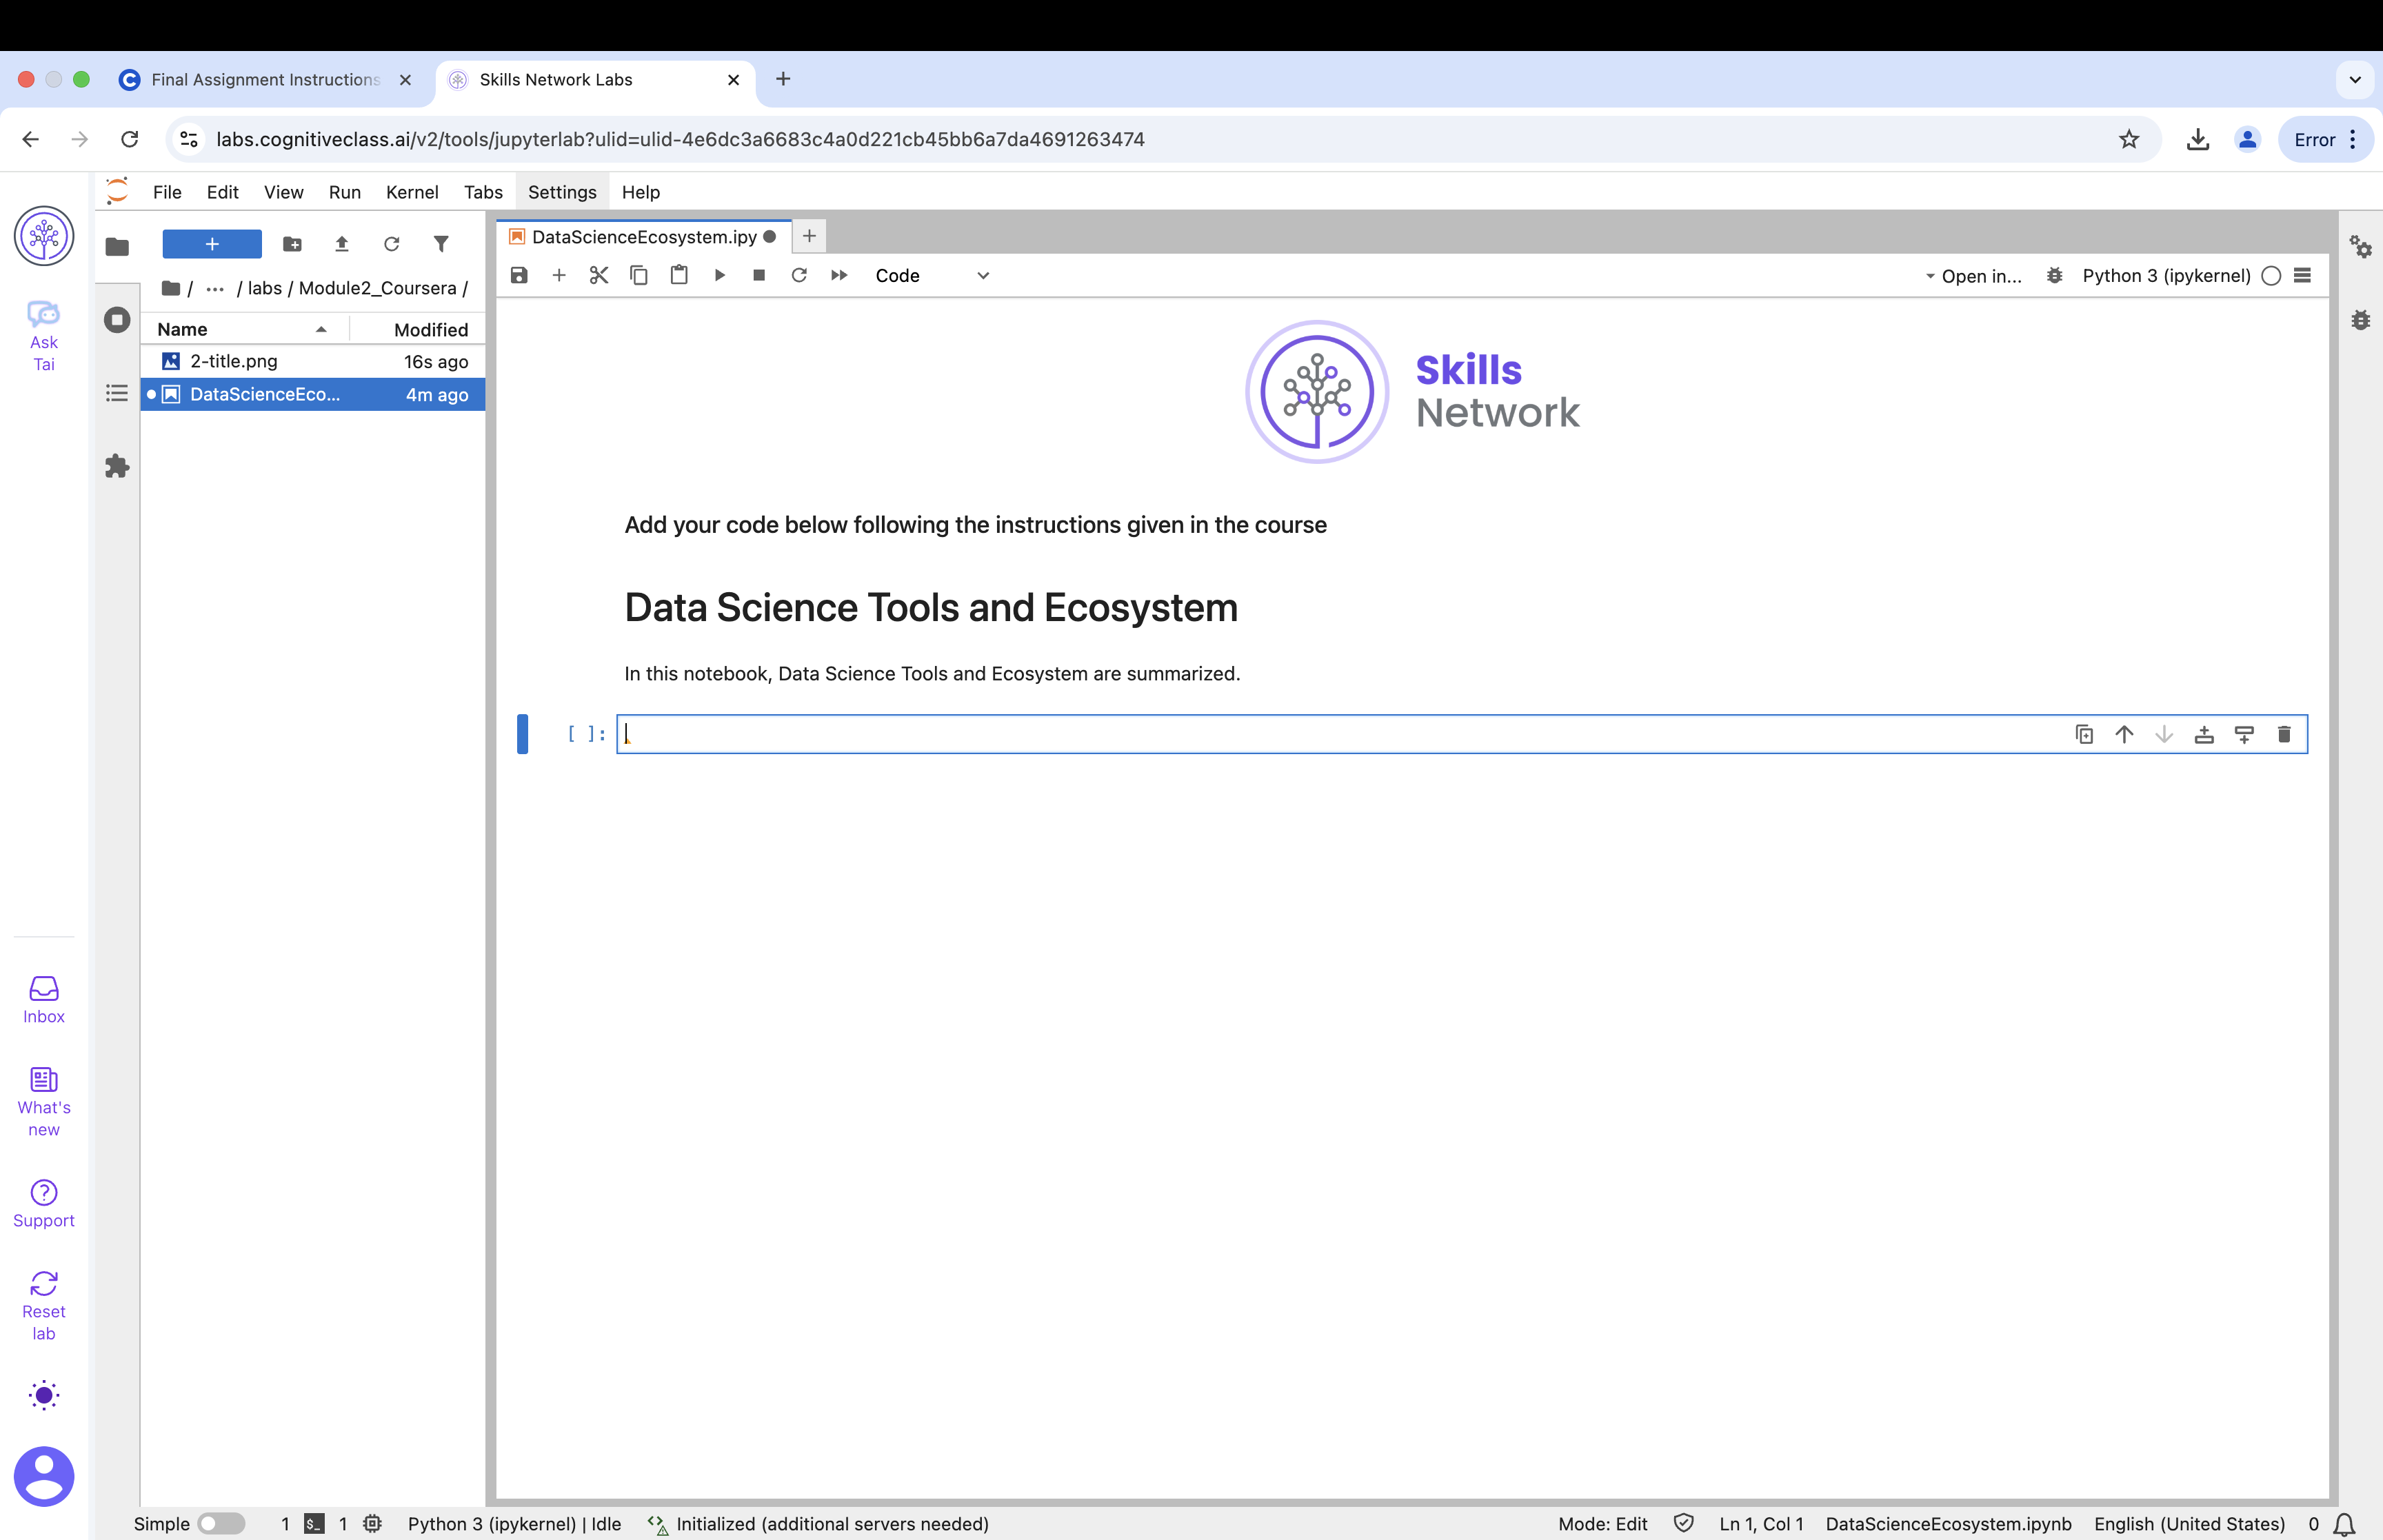 Final Assignment Instructions
Skills Network Labs
labs.cognitiveclass.ai/v2/tools/jupyterlab?ulid=ulid-4e6dc3a6683c4a0d221cb45bb6a7da4691263474
Error
File Edit View Run Kernel Tabs Settings Help
Ask
Tai
/ ... / labs / Module2_Coursera /
Name Modified
2-title.png 16s ago
DataScienceEco... 4m ago
DataScienceEcosystem.ipy
Code
Open in...
Python 3 (ipykernel)
Skills
Network
Add your code below following the instructions given in the course
Data Science Tools and Ecosystem
In this notebook, Data Science Tools and Ecosystem are summarized.
[ ]:
Inbox
What's
new
Support
Reset
lab
Simple 1 $_ 1 Python 3 (ipykernel) | Idle Initialized (additional servers needed) Mode: Edit Ln 1, Col 1 DataScienceEcosystem.ipynb English (United States) 0